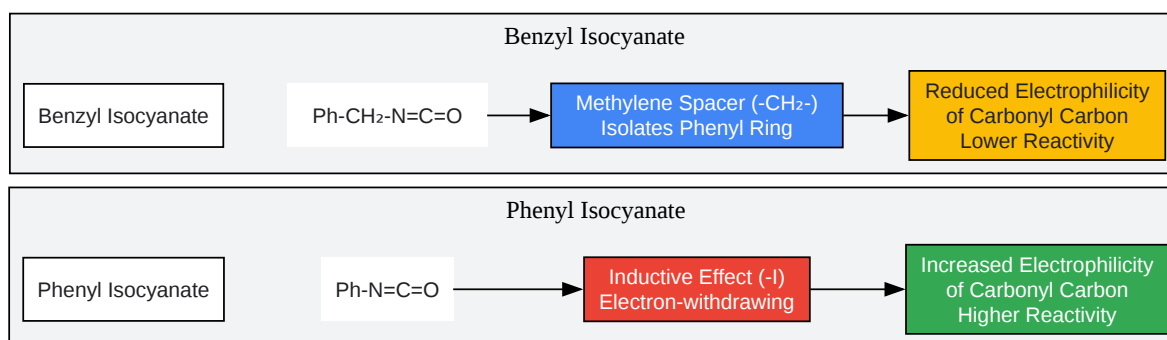 Benzyl Isocyanate
Benzyl Isocyanate
Ph-CH₂-N=C=O
Methylene Spacer (-CH₂-)
Isolates Phenyl Ring
Reduced Electrophilicity
of Carbonyl Carbon
Lower Reactivity
Phenyl Isocyanate
Phenyl Isocyanate
Ph-N=C=O
Inductive Effect (-I)
Electron-withdrawing
Increased Electrophilicity
of Carbonyl Carbon
Higher Reactivity